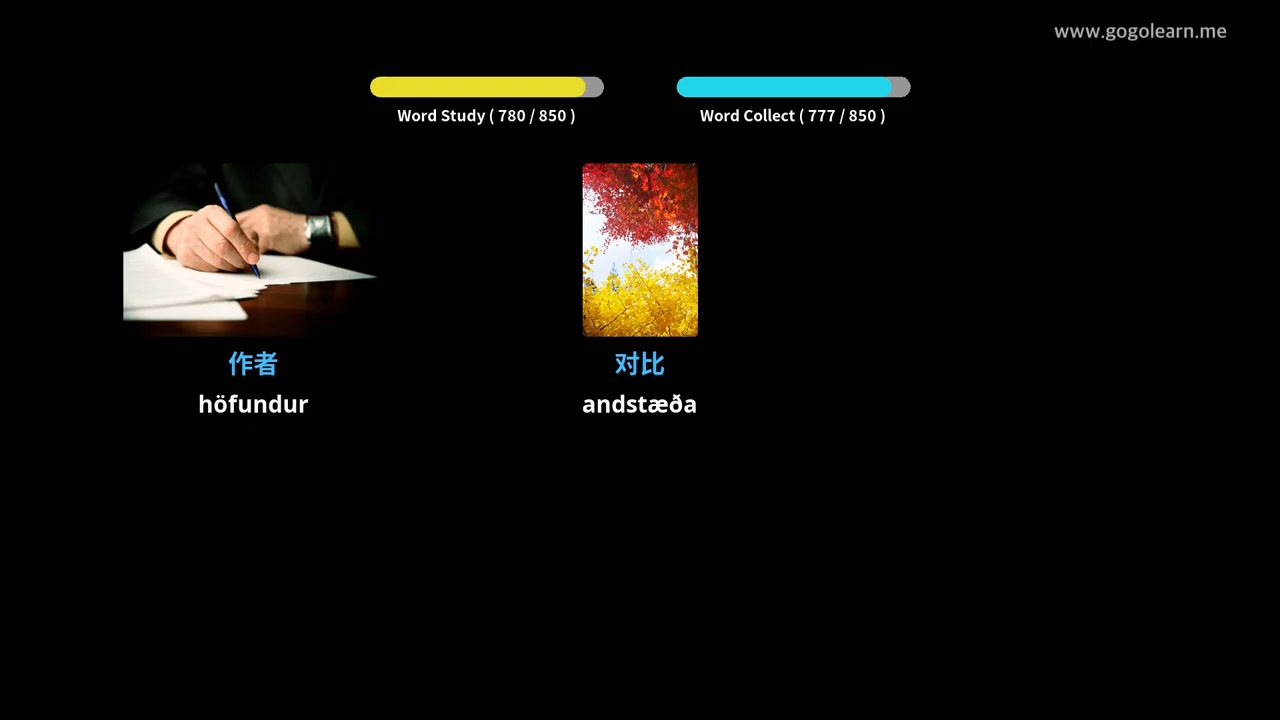 www.gogolearn.me
Word Study ( 780 / 850 )
Word Collect ( 777 / 850 )
作者
höfundur
对比
andstæða